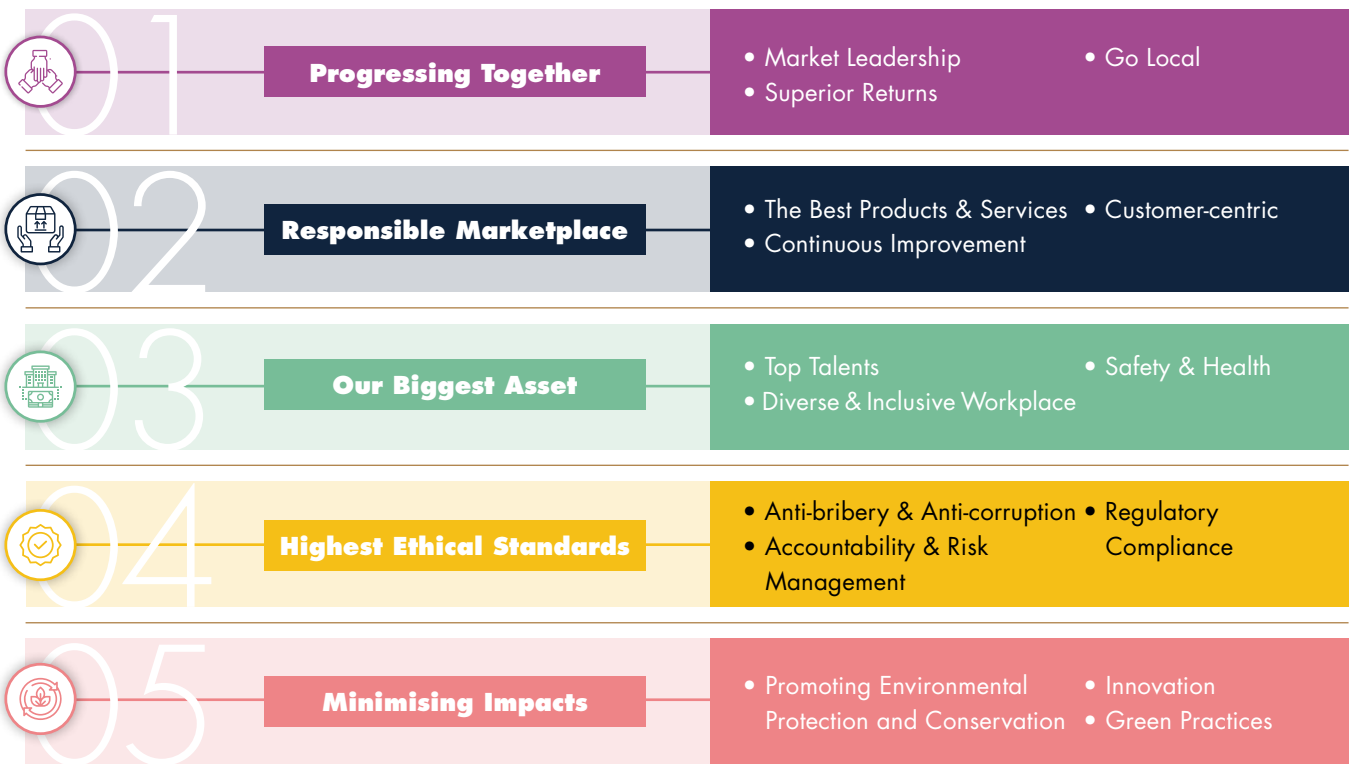 01
Progressing Together
• Market Leadership
• Superior Returns
• Go Local
02
Responsible Marketplace
• The Best Products & Services
• Continuous Improvement
• Customer-centric
03
Our Biggest Asset
• Top Talents
• Diverse & Inclusive Workplace
• Safety & Health
04
Highest Ethical Standards
• Anti-bribery & Anti-corruption
• Accountability & Risk
Management
• Regulatory
Compliance
05
Minimising Impacts
• Promoting Environmental
Protection and Conservation
• Innovation
• Green Practices